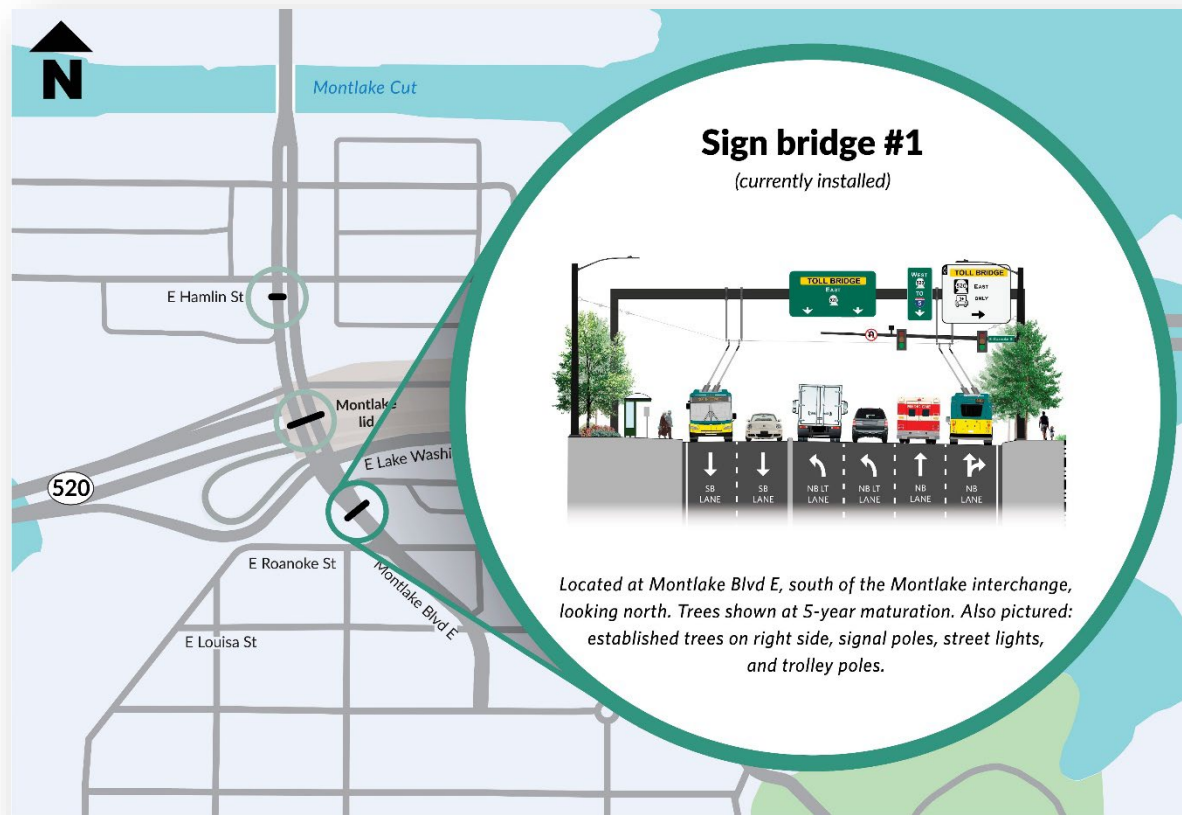 N
Montlake Cut
E Hamlin St
Montlake
lid
E Lake Washi
520
E Roanoke St
Montlake Blvd E
E Louisa St
Sign bridge #1
(currently installed)
TOLL BRIDGE
EAST
520
WEST
520
TO
5
TOLL BRIDGE
520
EAST
ONLY
SB
LANE
SB
LANE
NB LT
LANE
NB LT
LANE
NB
LANE
NB
LANE
Located at Montlake Blvd E, south of the Montlake interchange,
looking north. Trees shown at 5-year maturation. Also pictured:
established trees on right side, signal poles, street lights,
and trolley poles.